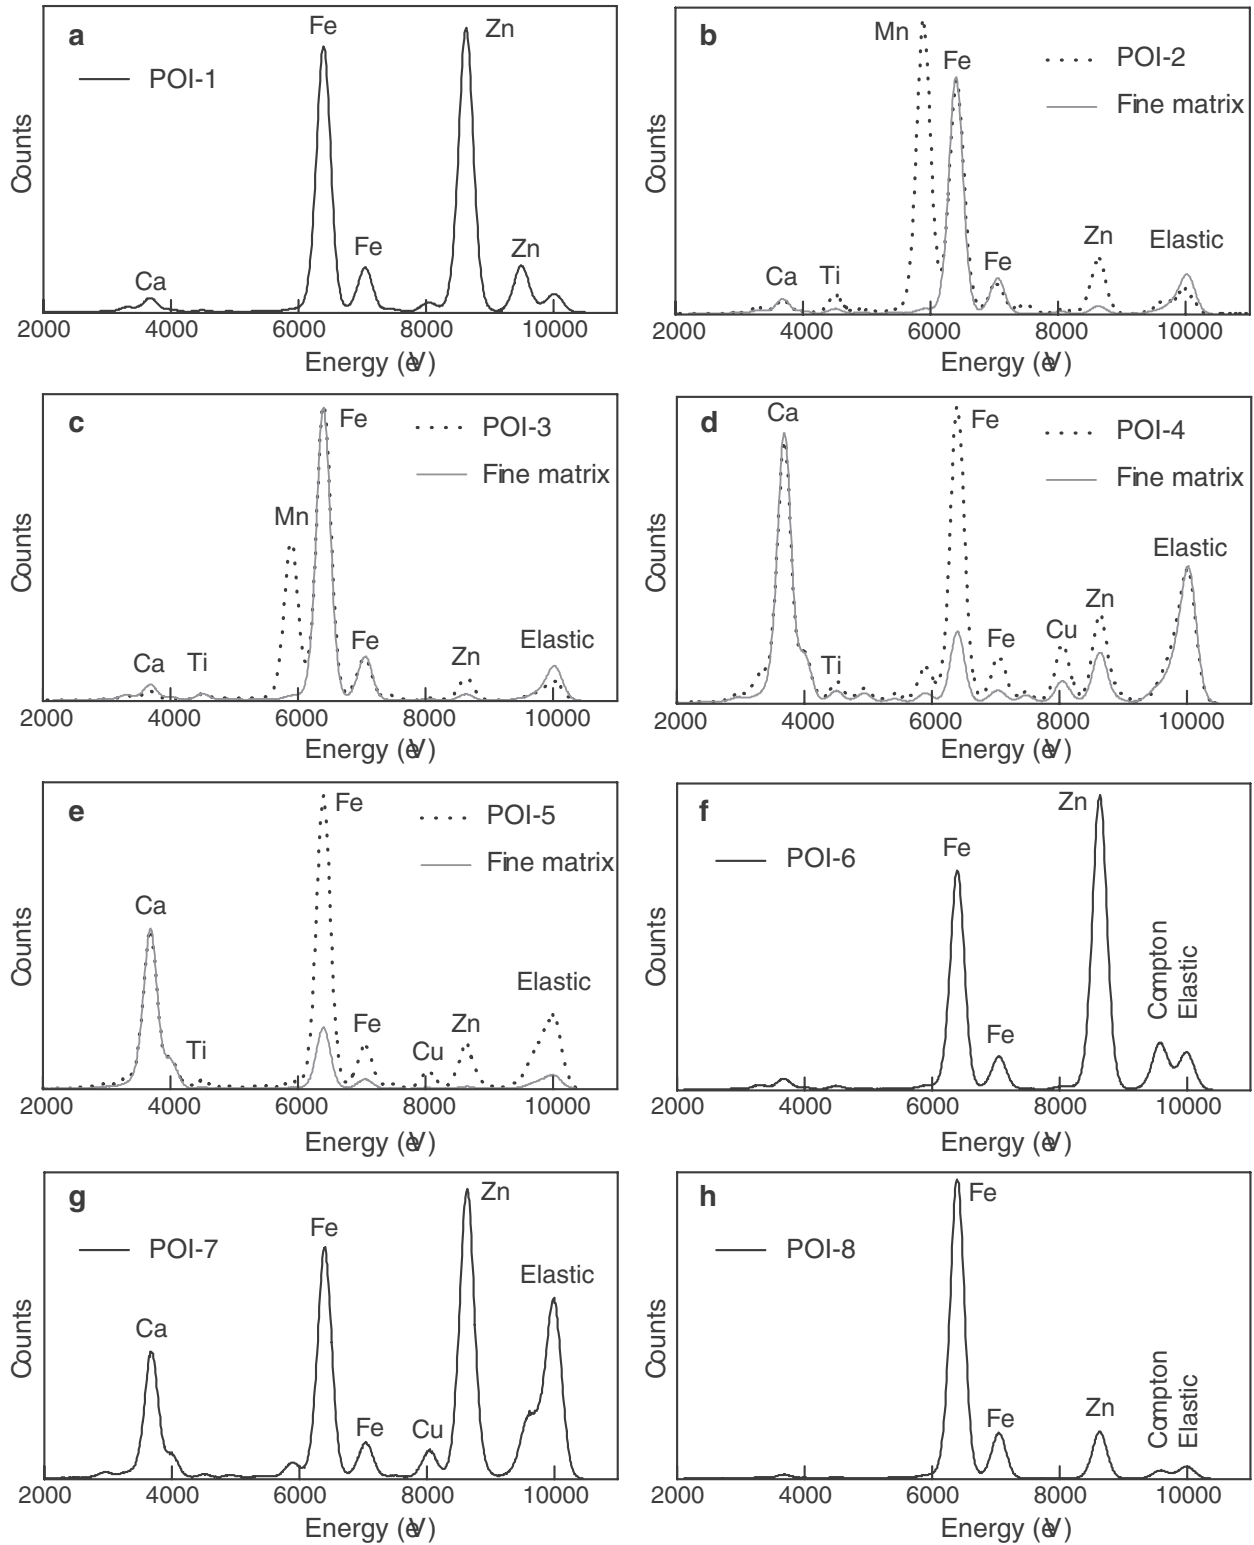 a
POI-1
Fe
Zn
Ca
Fe
Zn
Counts
2000 4000 6000 8000 10000
Energy (eV)
b
Mn
Fe
POI-2
Fine matrix
Ca
Ti
Fe
Zn
Elastic
Counts
2000 4000 6000 8000 10000
Energy (eV)
c
Fe
POI-3
Fine matrix
Mn
Ca
Ti
Fe
Zn
Elastic
Counts
2000 4000 6000 8000 10000
Energy (eV)
d
Ca
Fe
POI-4
Fine matrix
Ti
Fe
Cu
Zn
Elastic
Counts
2000 4000 6000 8000 10000
Energy (eV)
e
Fe
POI-5
Fine matrix
Ca
Ti
Fe
Cu
Zn
Elastic
Counts
2000 4000 6000 8000 10000
Energy (eV)
f
POI-6
Fe
Zn
Fe
Compton
Elastic
Counts
2000 4000 6000 8000 10000
Energy (eV)
g
POI-7
Fe
Zn
Ca
Fe
Cu
Elastic
Counts
2000 4000 6000 8000 10000
Energy (eV)
h
POI-8
Fe
Fe
Zn
Compton
Elastic
Counts
2000 4000 6000 8000 10000
Energy (eV)